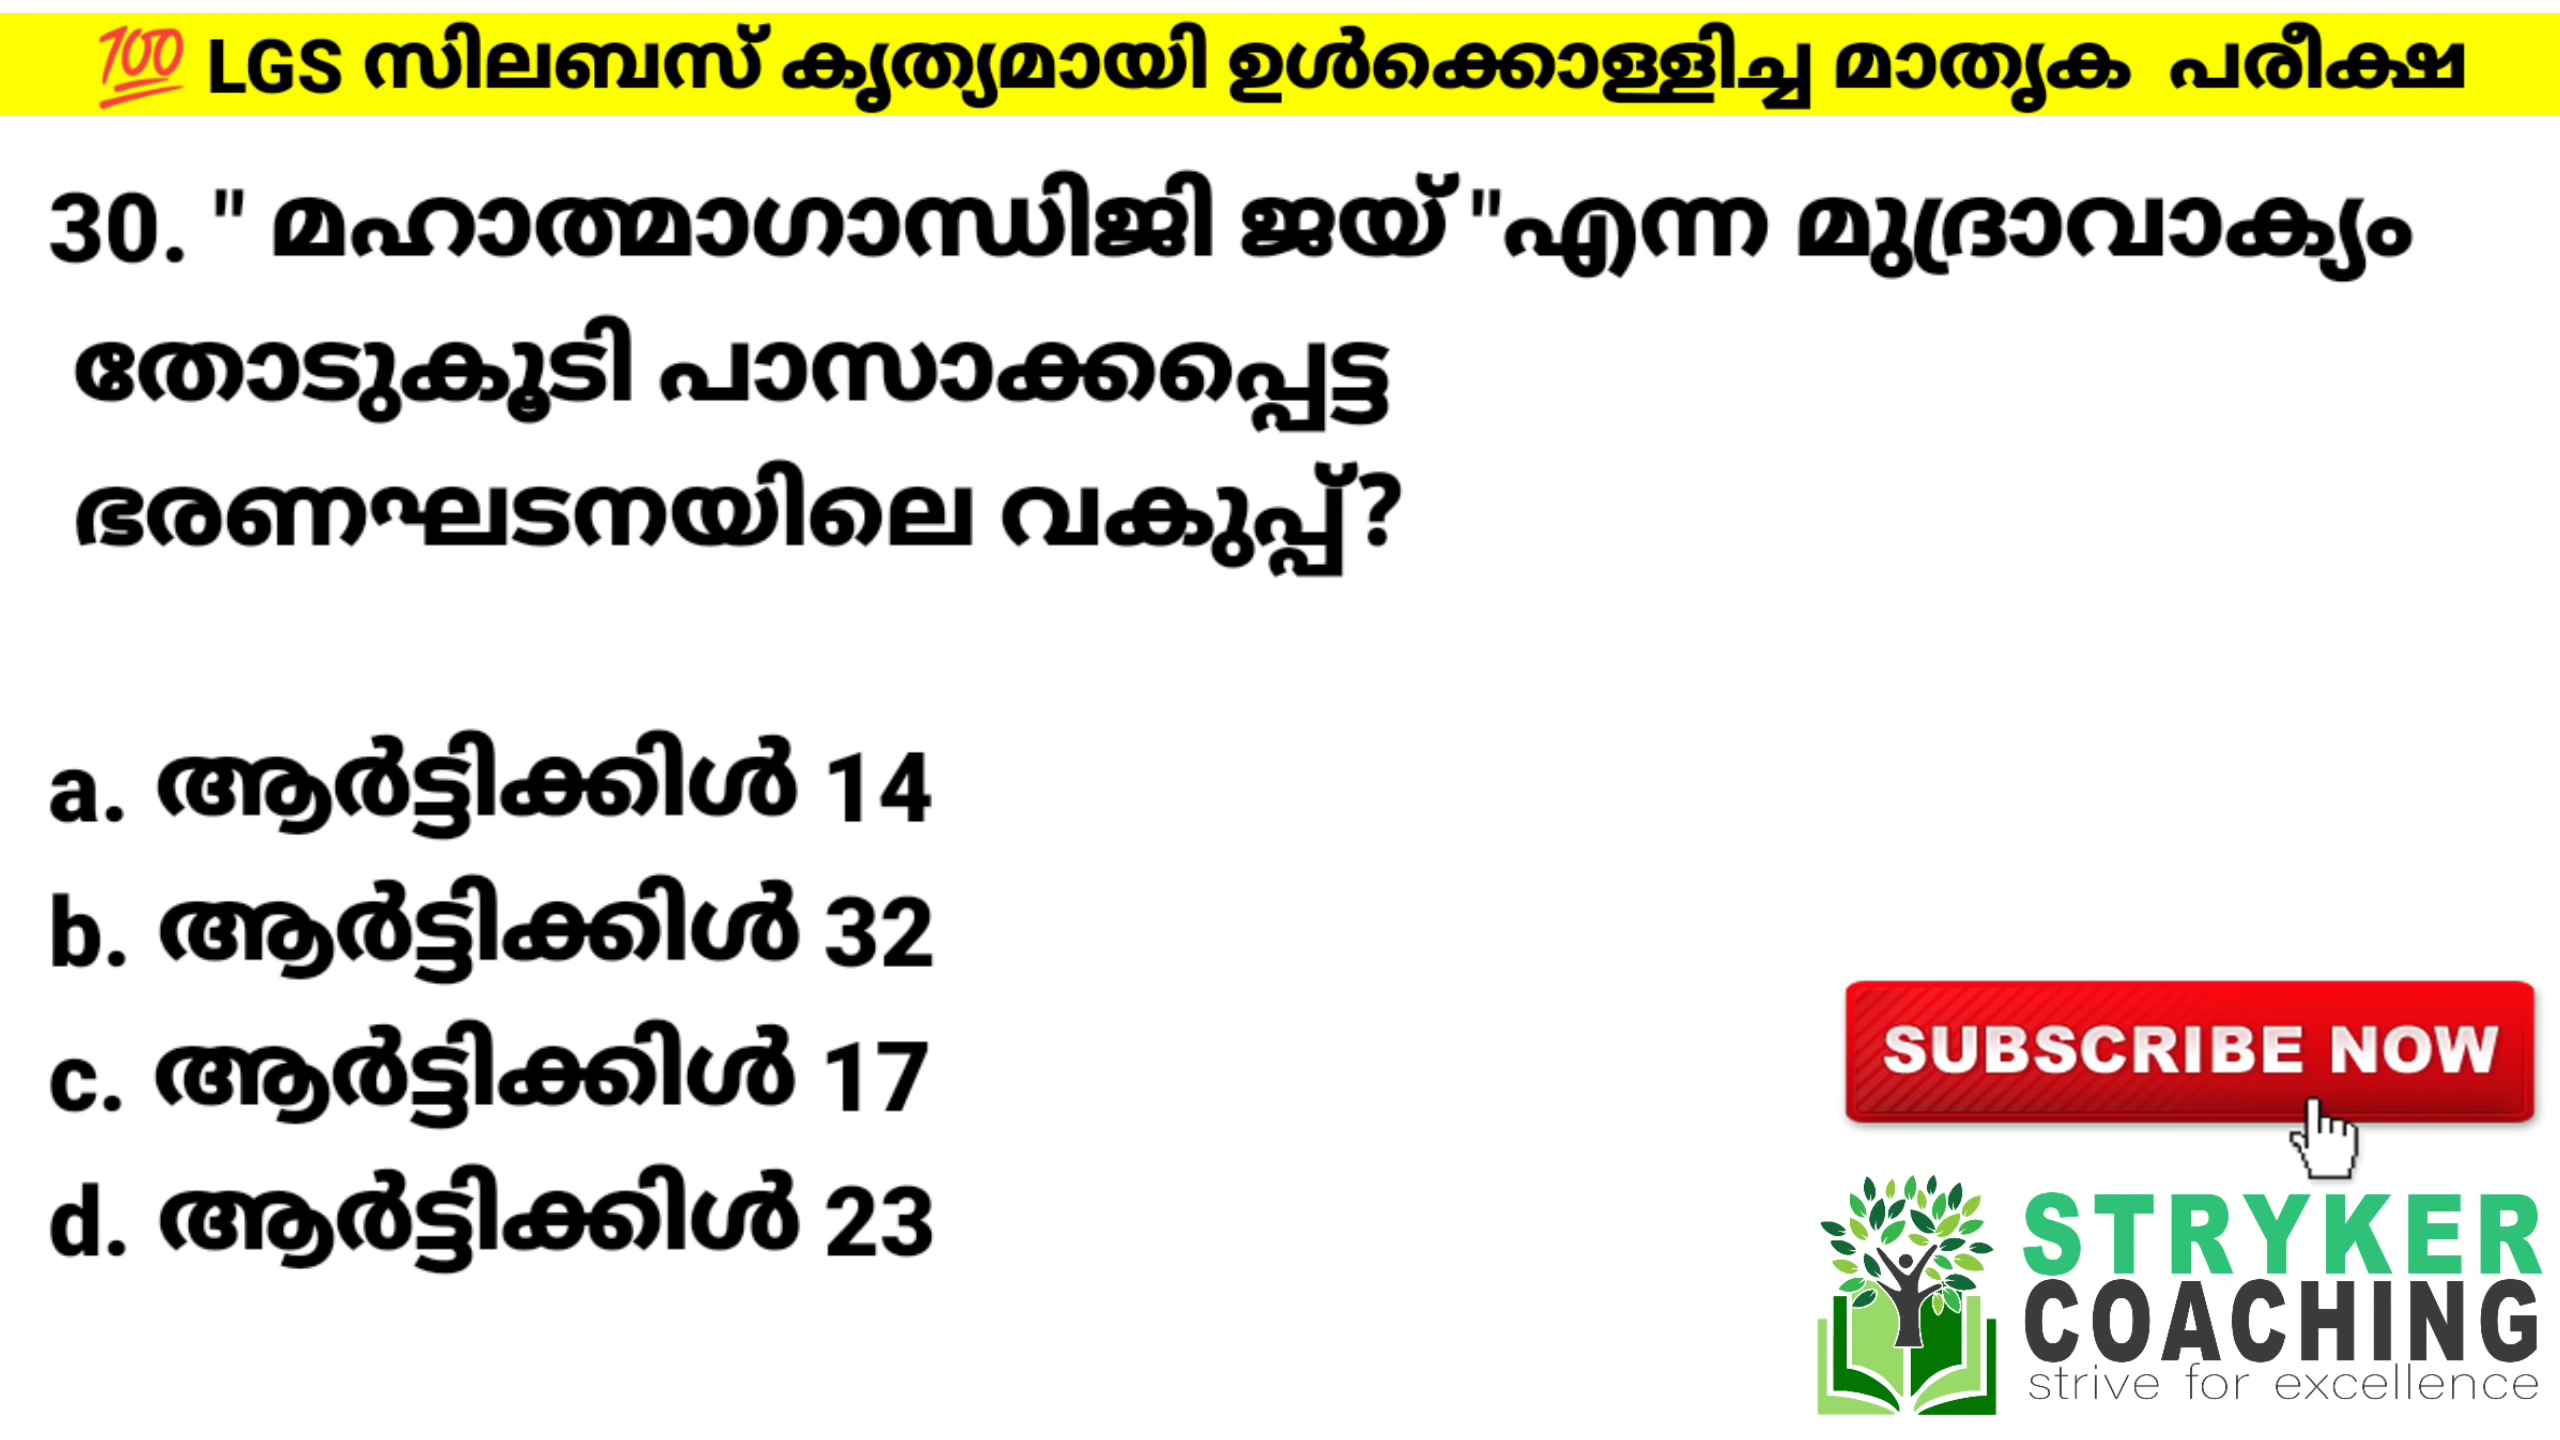 💯 LGS സിലബസ് കൃത്യമായി ഉൾക്കൊള്ളിച്ച മാതൃക പരീക്ഷ
30. " മഹാത്മാഗാന്ധിജി ജയ് "എന്ന മുദ്രാവാക്യം
തോടുകൂടി പാസാക്കപ്പെട്ട
ഭരണഘടനയിലെ വകുപ്പ്?
a. ആർട്ടിക്കിൾ 14
b. ആർട്ടിക്കിൾ 32
c. ആർട്ടിക്കിൾ 17
d. ആർട്ടിക്കിൾ 23
SUBSCRIBE NOW
STRYKER
COACHING
strive for excellence